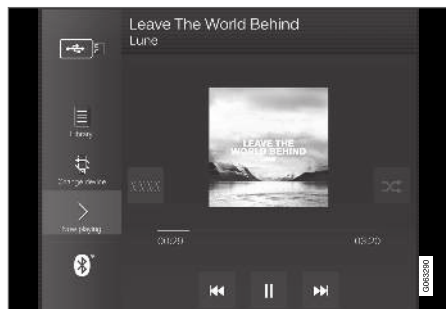 Leave The World Behind
Lune
Library
Change device
Now playing
LEAVE THE
WORLD BEHIND
XXXX
00:29
03:20
G063290